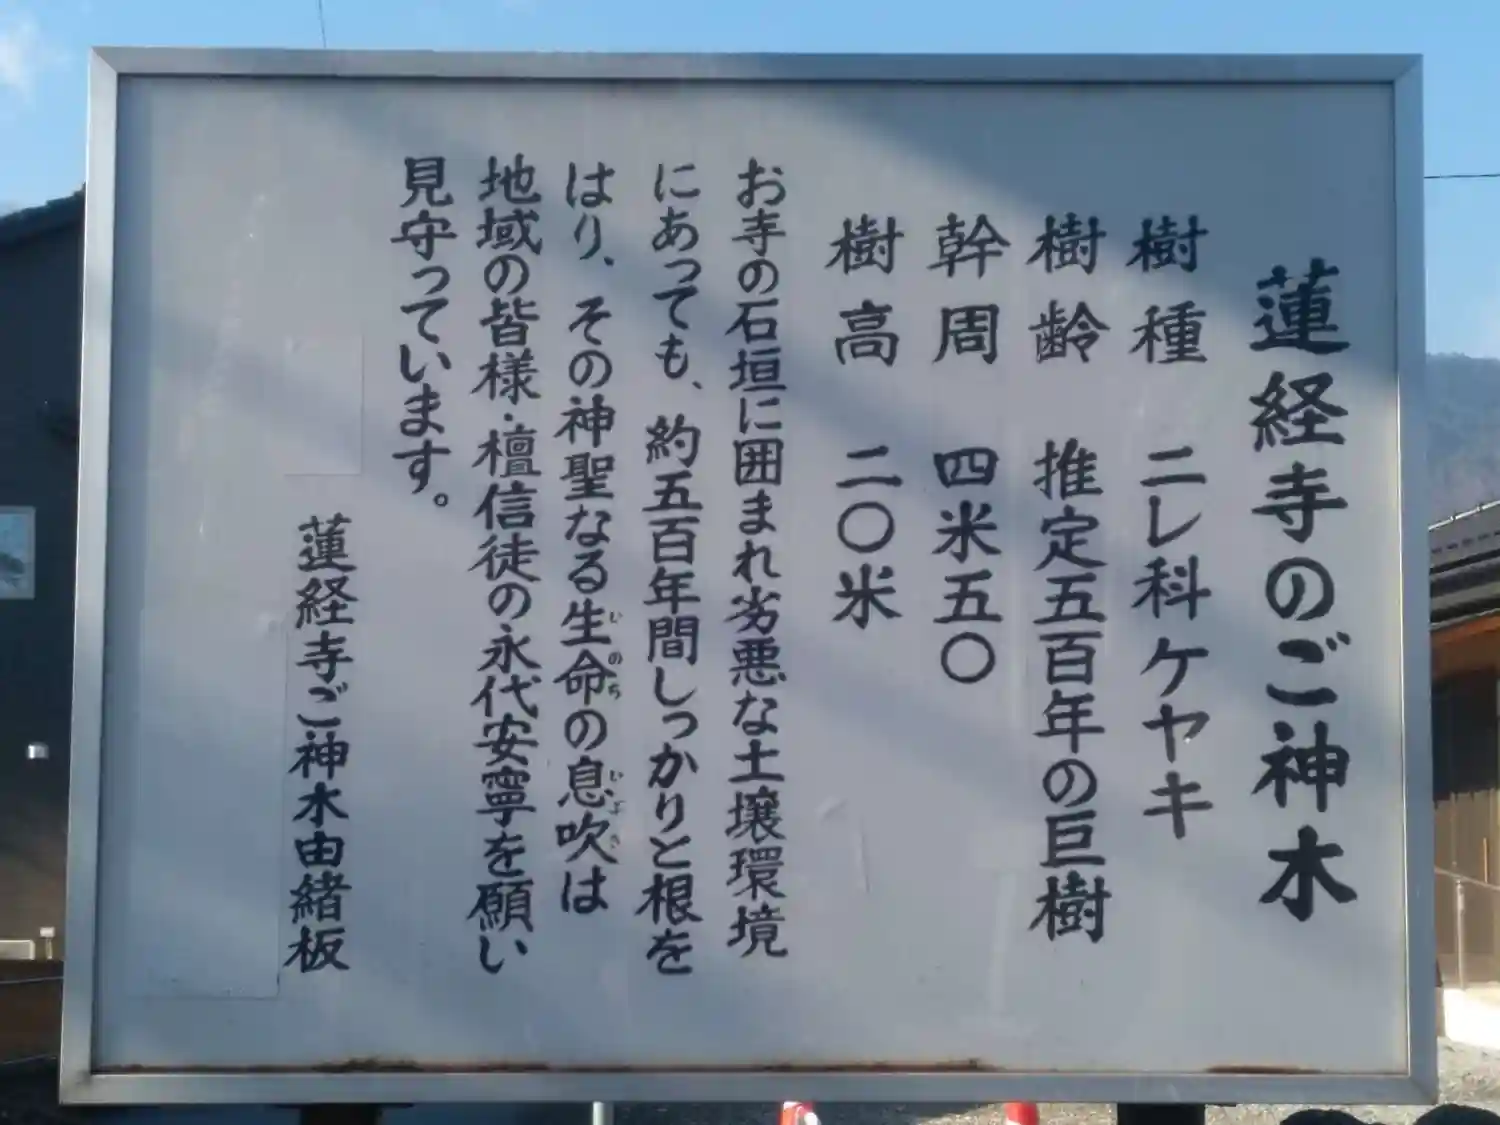 蓮経寺のご神木
樹種 ニレ科ケヤキ
樹齢 推定五百年の巨樹
幹周 四米五〇
樹高 二〇米
お寺の石垣に囲まれ劣悪な土壌環境
にあっても、約五百年間しっかりと根を
はり、その神聖なる生命の息吹は
地域の皆様・檀信徒の永代安寧を願い
見守っています。
蓮経寺ご神木由緒板